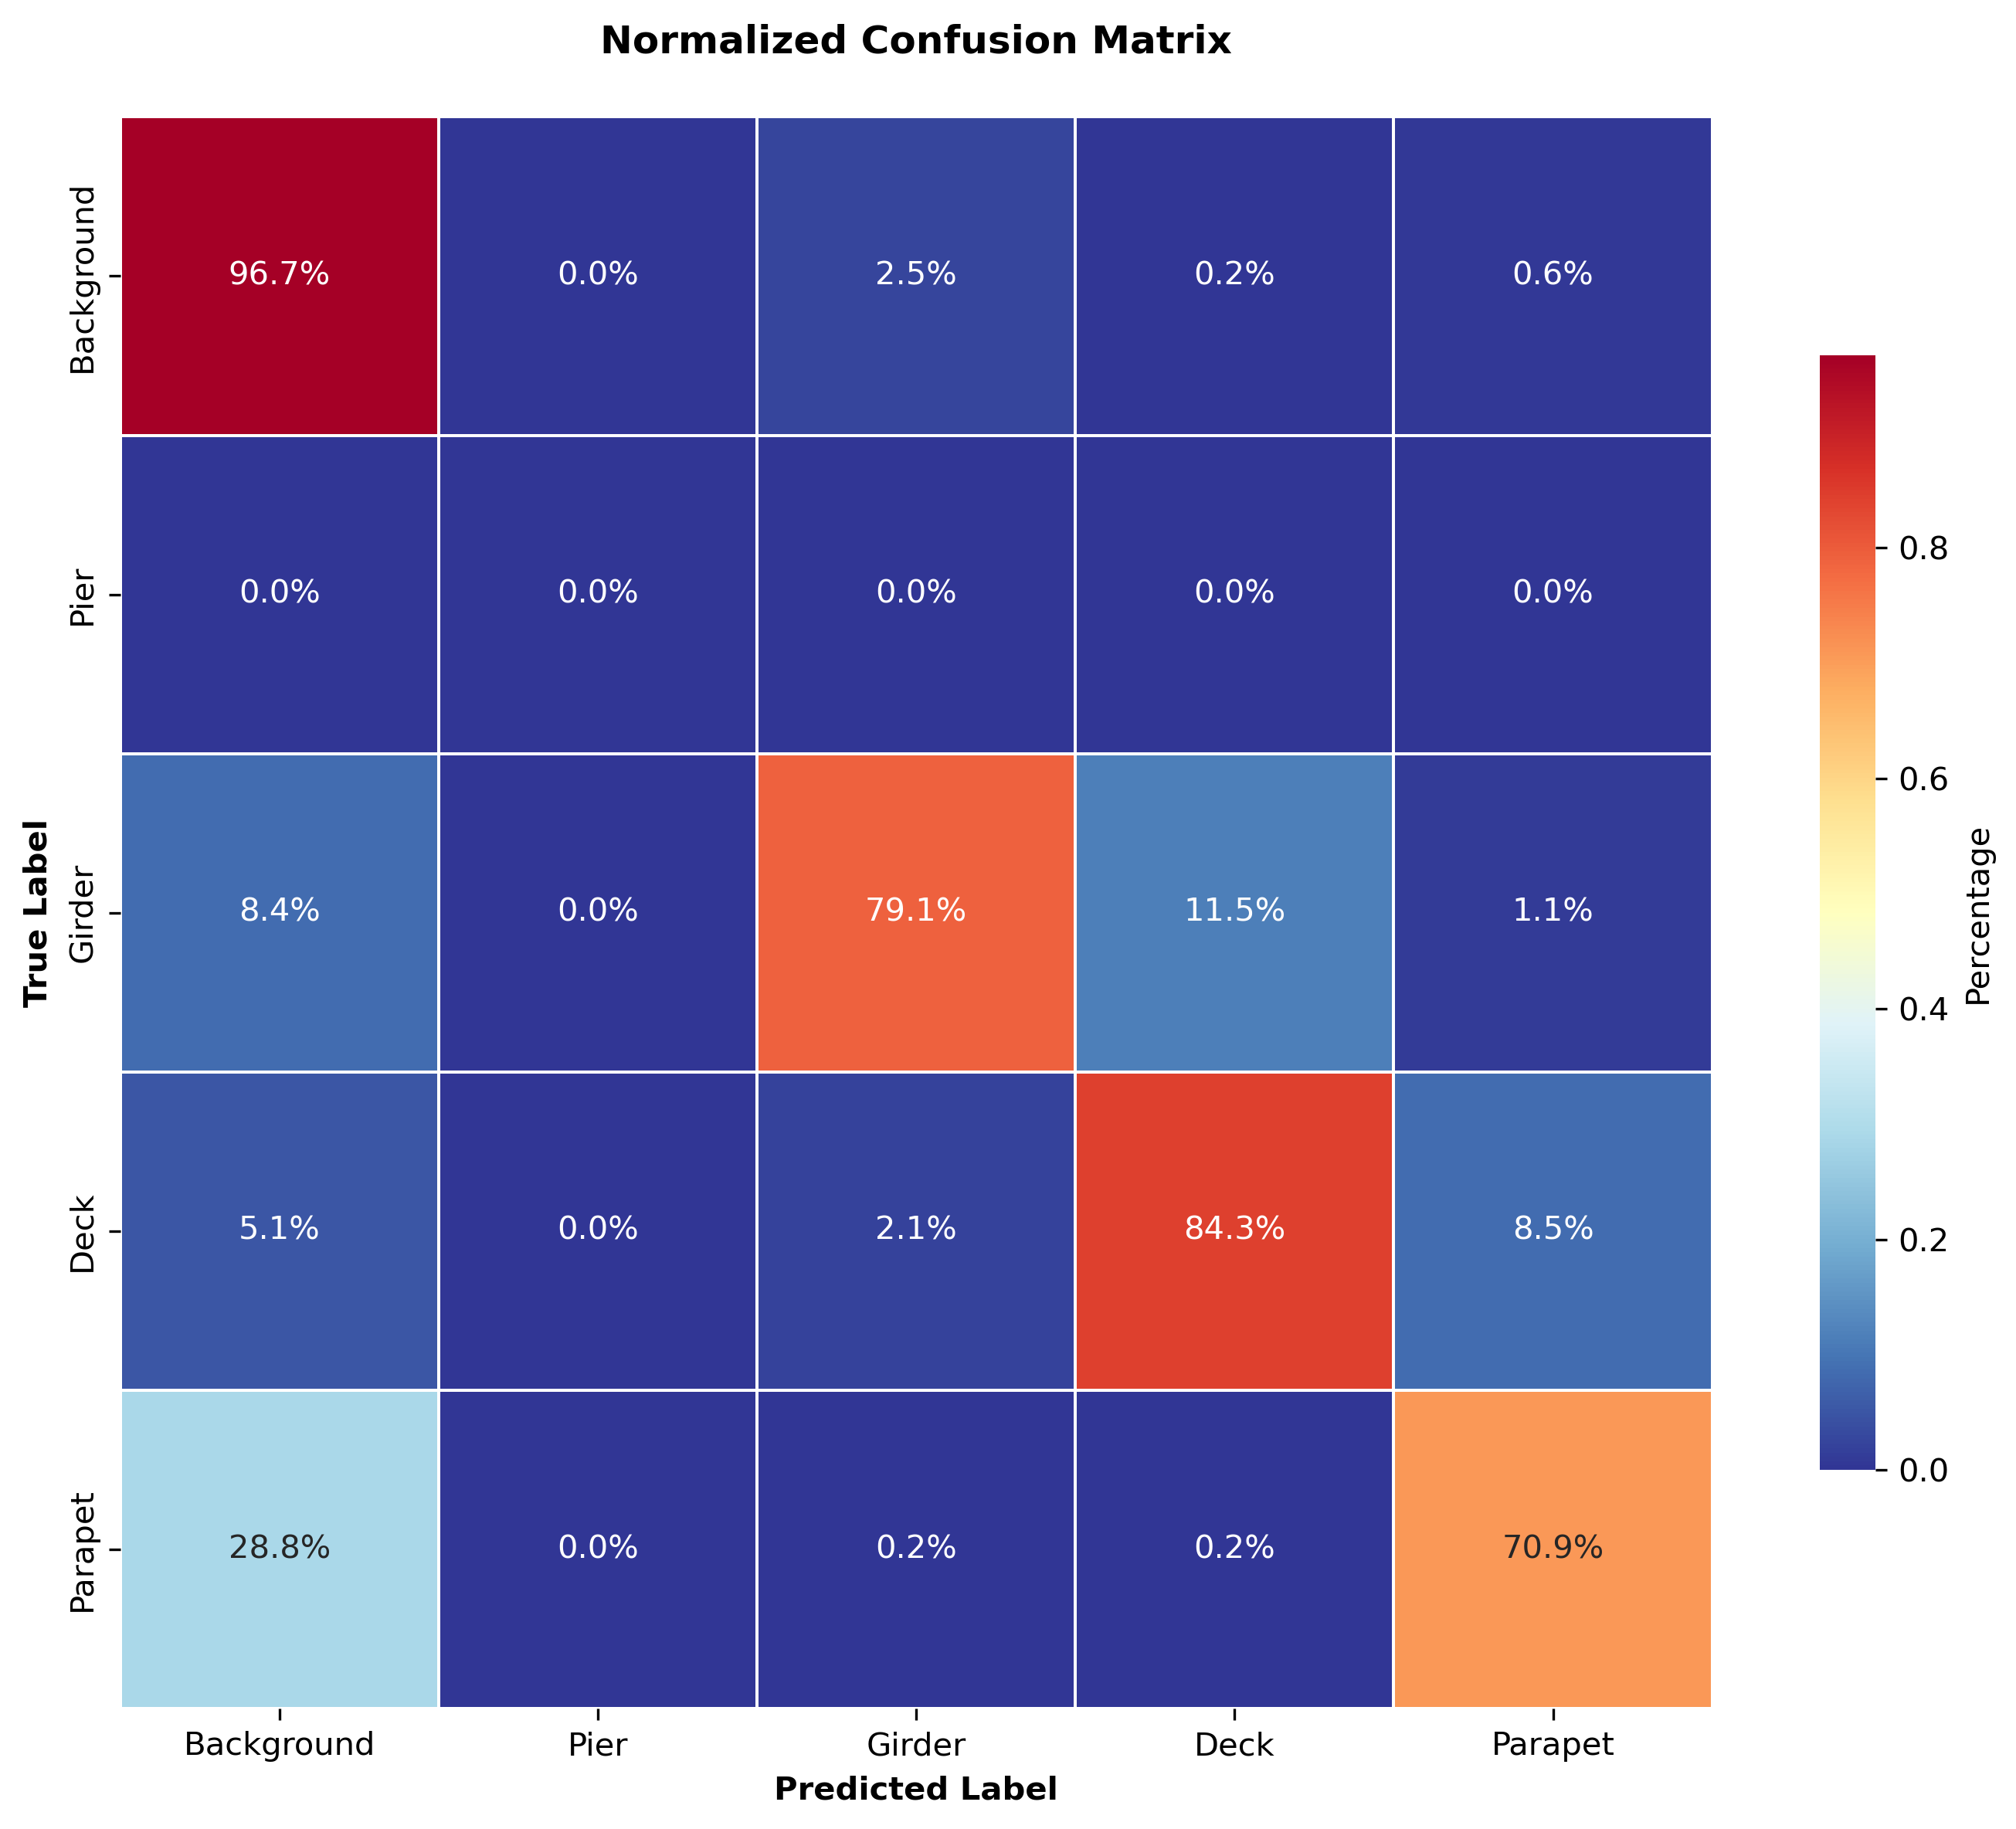 Normalized Confusion Matrix
True Label
Background
96.7% 0.0% 2.5% 0.2% 0.6%
Pier
0.0% 0.0% 0.0% 0.0% 0.0%
Girder
8.4% 0.0% 79.1% 11.5% 1.1%
Deck
5.1% 0.0% 2.1% 84.3% 8.5%
Parapet
28.8% 0.0% 0.2% 0.2% 70.9%
Background Pier Girder Deck Parapet
Predicted Label
0.8
0.6
0.4
0.2
0.0
Percentage